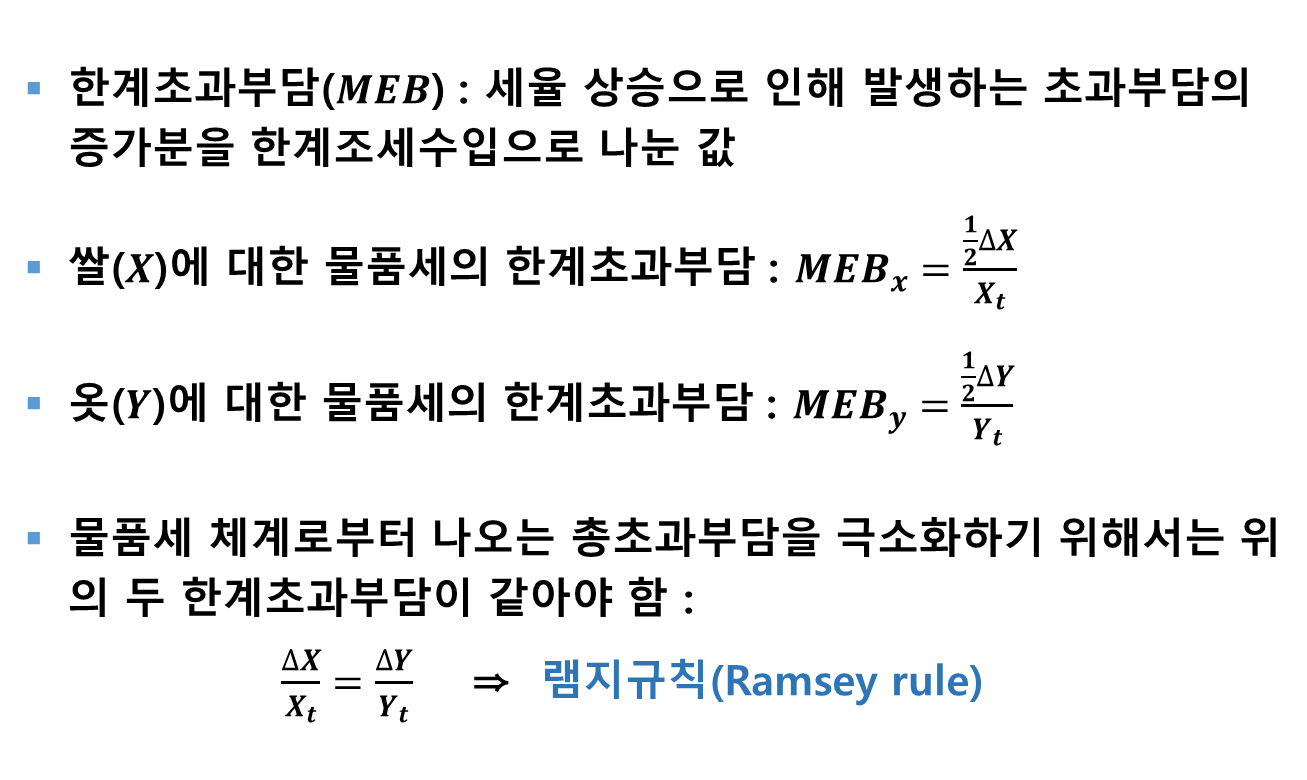 ▪ 한계초과부담(MEB) : 세율 상승으로 인해 발생하는 초과부담의
증가분을 한계조세수입으로 나눈 값
▪ 쌀(X)에 대한 물품세의 한계초과부담 : MEBₓ = (1/2 ΔX)/X_t
▪ 옷(Y)에 대한 물품세의 한계초과부담 : MEB_y = (1/2 ΔY)/Y_t
▪ 물품세 체계로부터 나오는 총초과부담을 극소화하기 위해서는 위
의 두 한계초과부담이 같아야 함 :
ΔX/X_t = ΔY/Y_t ⇒ 램지규칙(Ramsey rule)